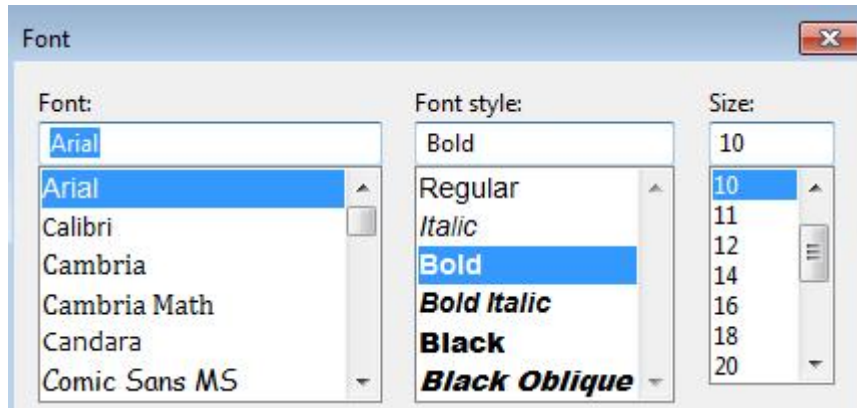 Font
Font:
Font style:
Size:
Arial
Bold
10
Arial
Calibri
Cambria
Cambria Math
Candara
Comic Sans MS
Regular
Italic
Bold
Bold Italic
Black
Black Oblique
10
11
12
14
16
18
20